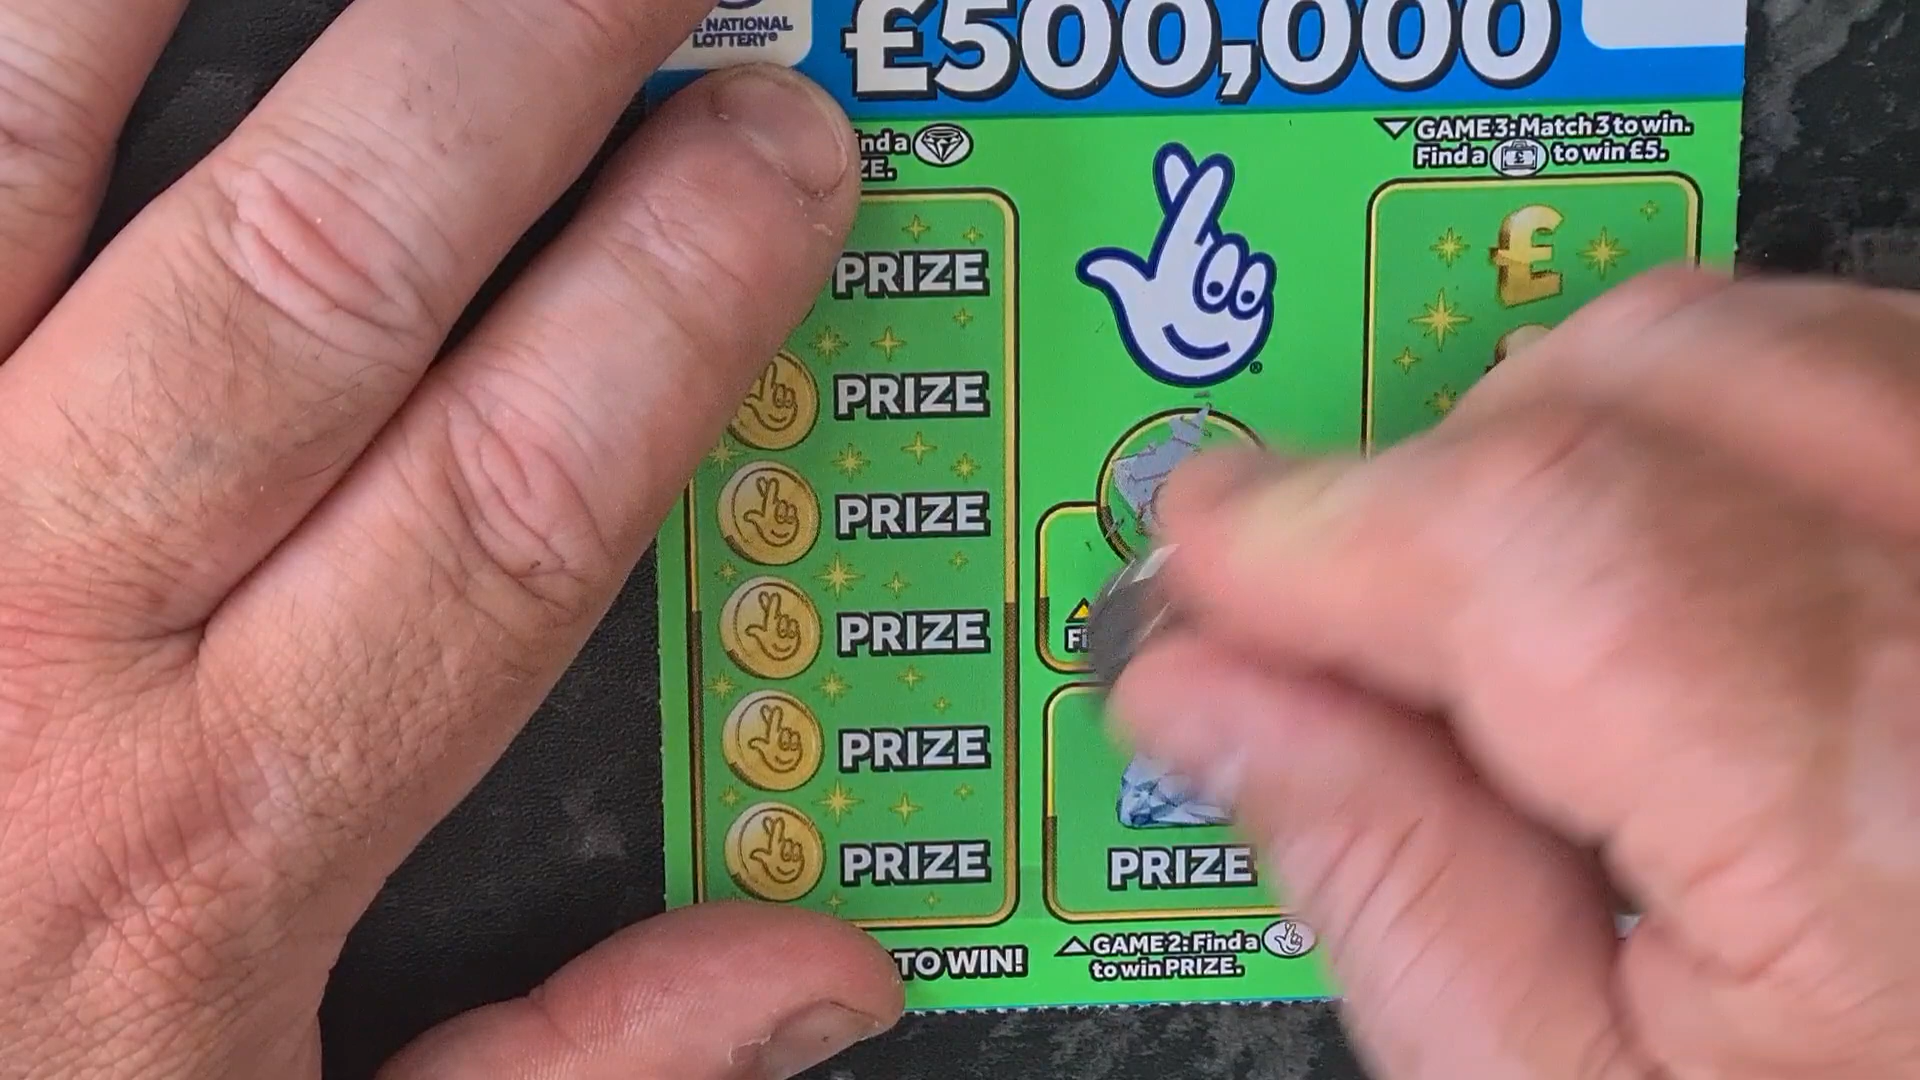 NATIONAL
LOTTERY®
£500,000
GAME 3: Match 3 to win.
Find a £ to win £5.
PRIZE
PRIZE
PRIZE
PRIZE
PRIZE
PRIZE
PRIZE
TO WIN!
GAME 2: Find a
to win PRIZE.